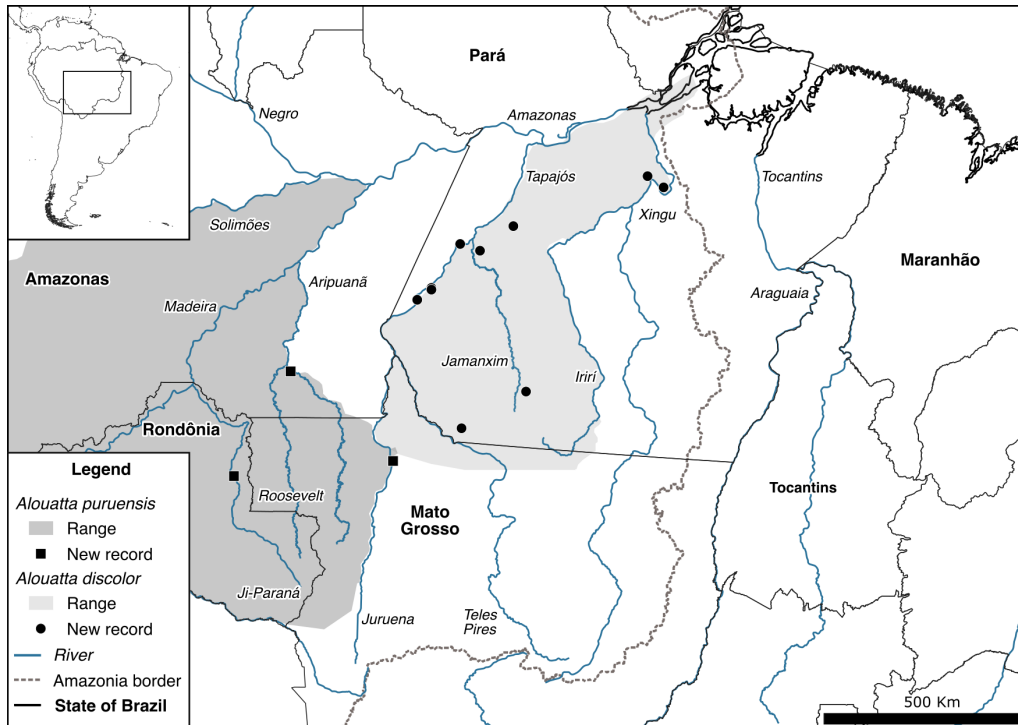 Pará
Negro
Amazonas
Tapajós
Tocantins
Solimões
Xingu
Amazonas
Aripuanã
Maranhão
Madeira
Araguaia
Jamanxim
Irirí
Rondônia
Legend
Alouatta puruensis
Range
New record
Alouatta discolor
Range
New record
River
Amazonia border
State of Brazil
Roosevelt
Mato
Grosso
Tocantins
Ji-Paraná
Juruena
Teles
Pires
500 Km